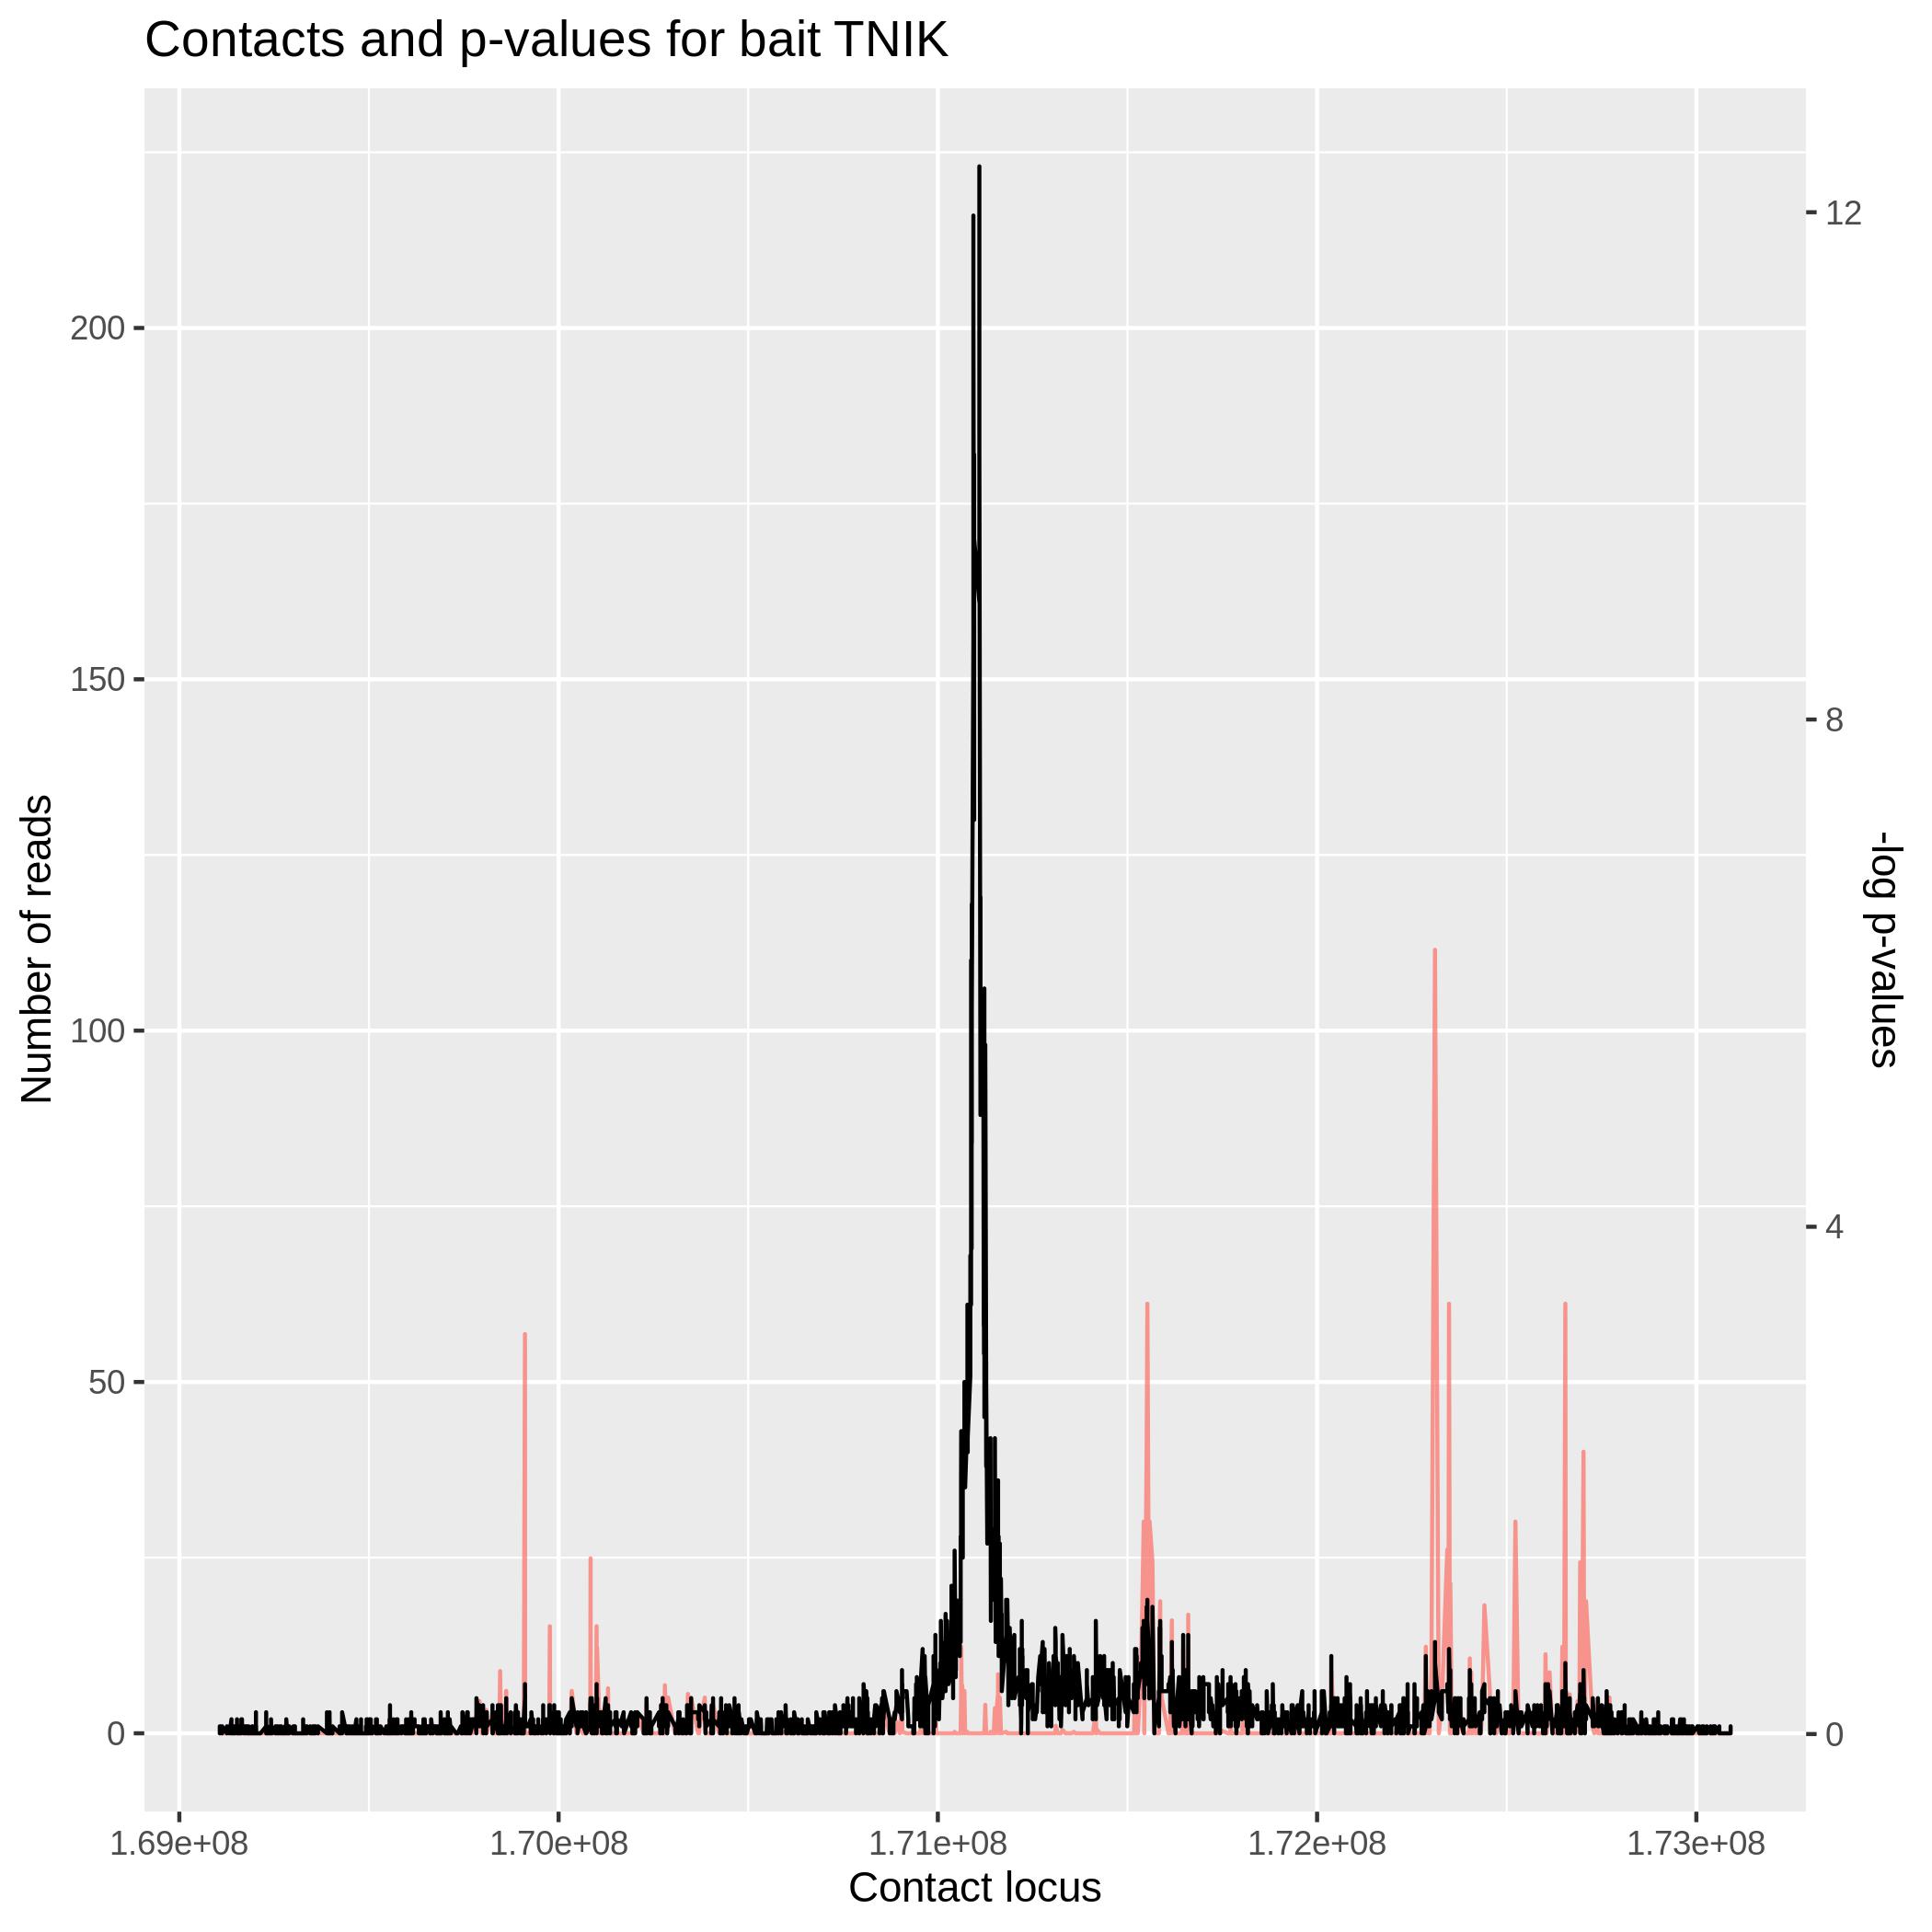 Contacts and p-values for bait TNIK
Number of reads
200
150
100
50
0
12
8
4
0
-log p-values
1.69e+08
1.70e+08
1.71e+08
1.72e+08
1.73e+08
Contact locus